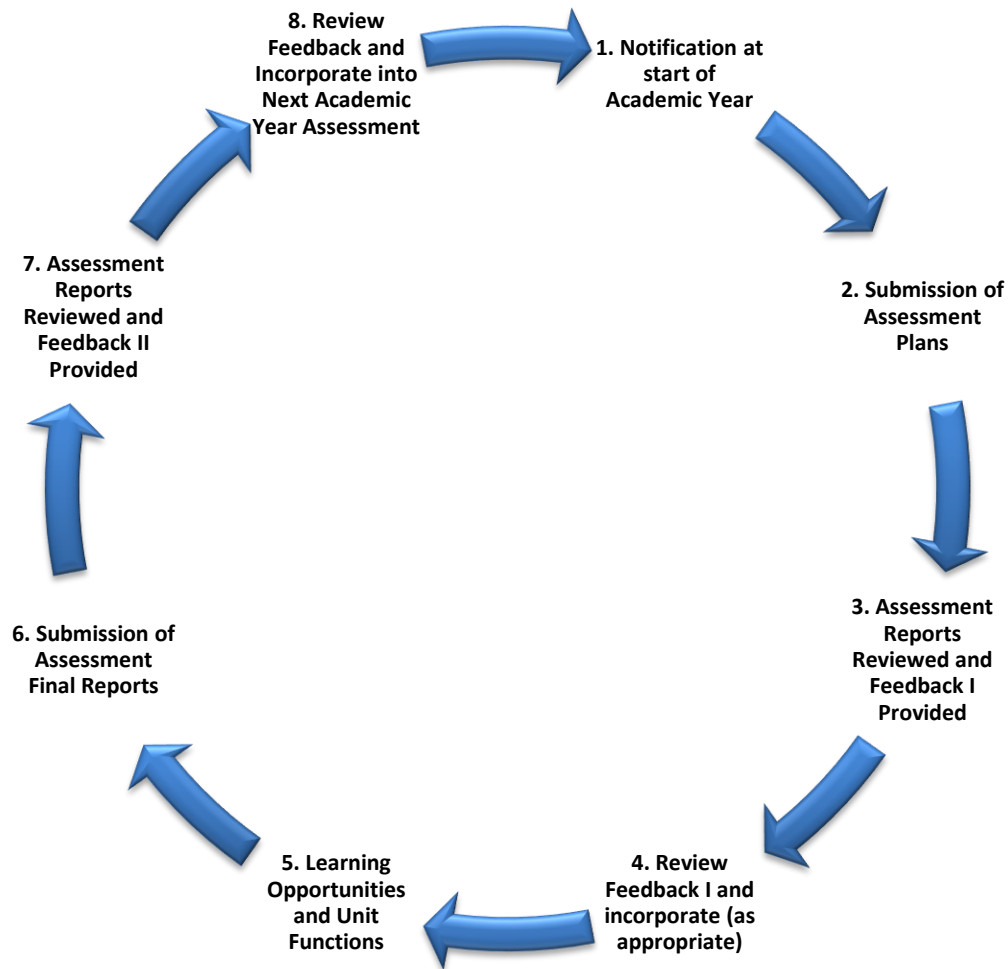 1. Notification at
start of
Academic Year
2. Submission of
Assessment
Plans
3. Assessment
Reports
Reviewed and
Feedback I
Provided
4. Review
Feedback I and
incorporate (as
appropriate)
5. Learning
Opportunities
and Unit
Functions
6. Submission of
Assessment
Final Reports
7. Assessment
Reports
Reviewed and
Feedback II
Provided
8. Review
Feedback and
Incorporate into
Next Academic
Year Assessment